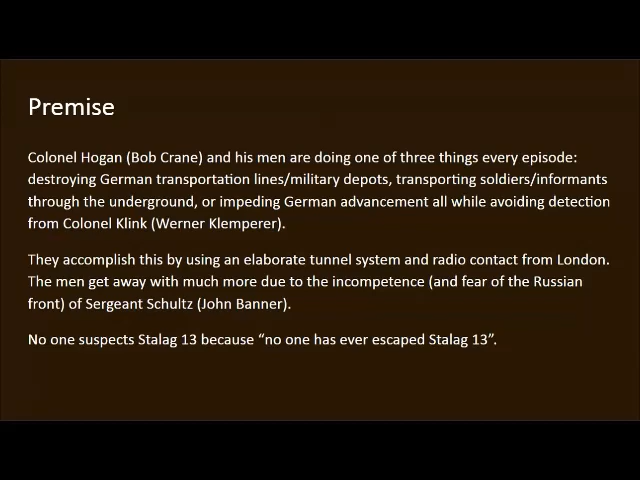 Premise
Colonel Hogan (Bob Crane) and his men are doing one of three things every episode:
destroying German transportation lines/military depots, transporting soldiers/informants
through the underground, or impeding German advancement all while avoiding detection
from Colonel Klink (Werner Klemperer).
They accomplish this by using an elaborate tunnel system and radio contact from London.
The men get away with much more due to the incompetence (and fear of the Russian
front) of Sergeant Schultz (John Banner).
No one suspects Stalag 13 because “no one has ever escaped Stalag 13”.